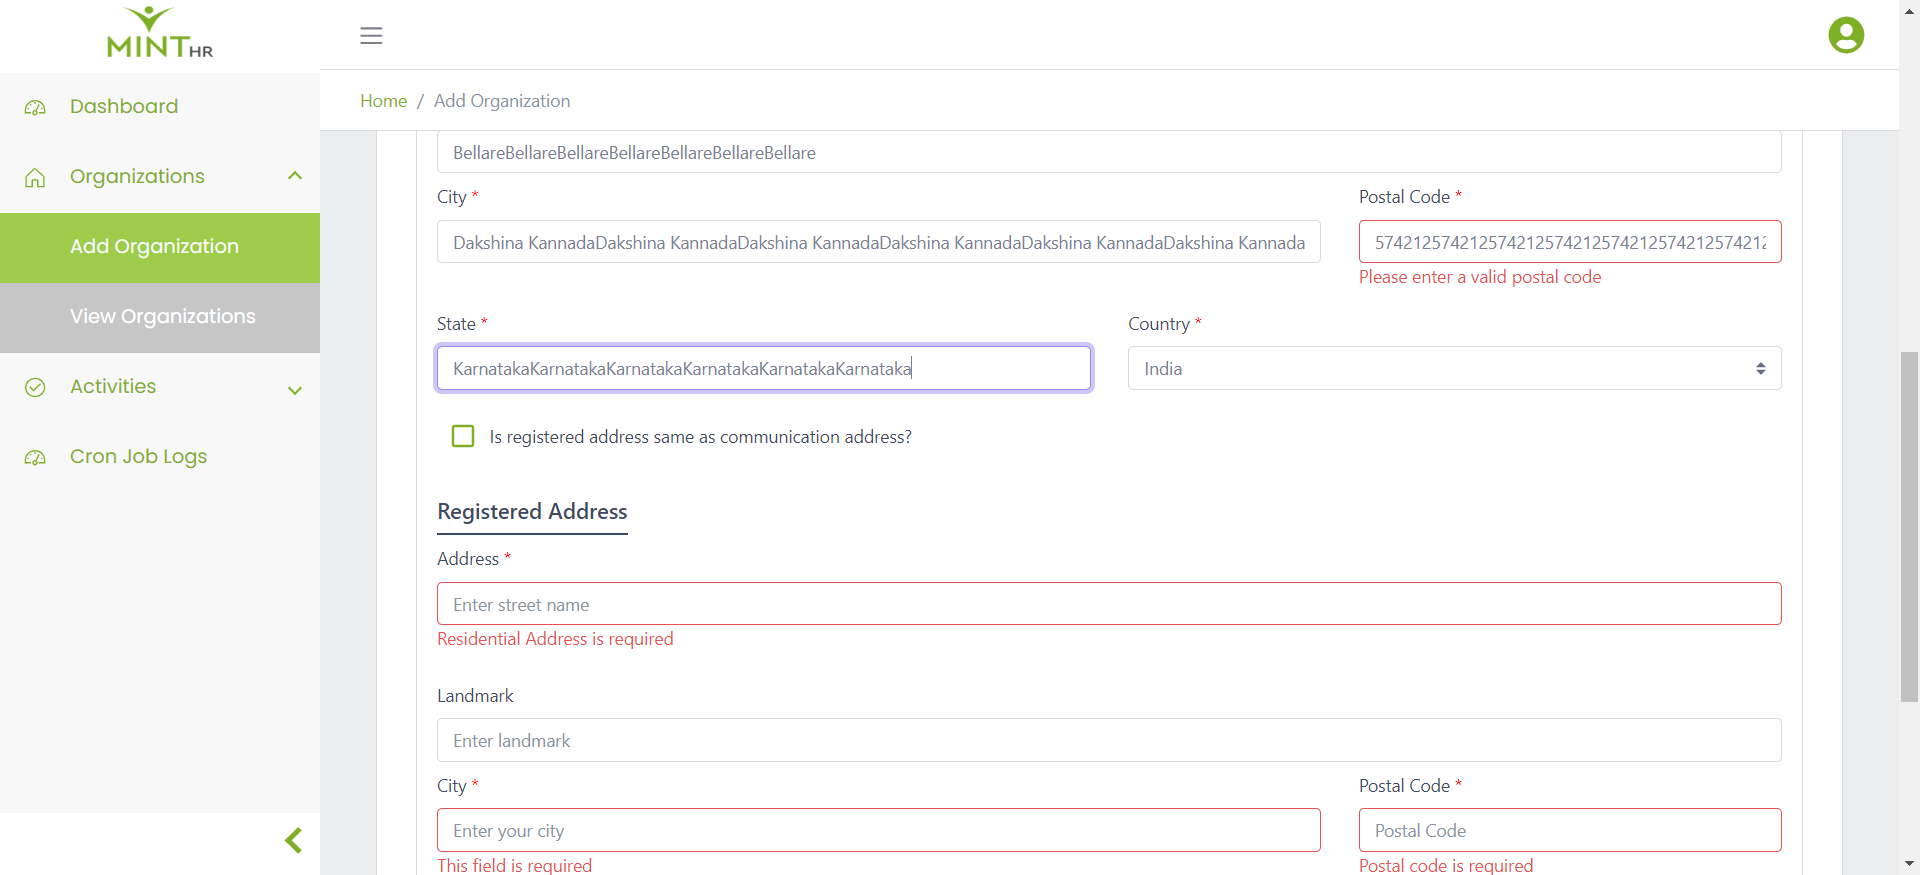 MINT HR
Dashboard
Organizations
Add Organization
View Organizations
Activities
Cron Job Logs
Home / Add Organization
BellareBellareBellareBellareBellareBellareBellare
City * Postal Code *
Dakshina KannadaDakshina KannadaDakshina KannadaDakshina KannadaDakshina KannadaDakshina Kannada 574212574212574212574212574212574212574212
Please enter a valid postal code
State * Country *
KarnatakaKarnatakaKarnatakaKarnatakaKarnatakaKarnataka India
Is registered address same as communication address?
Registered Address
Address *
Enter street name
Residential Address is required
Landmark
Enter landmark
City * Postal Code *
Enter your city Postal Code
This field is required Postal code is required